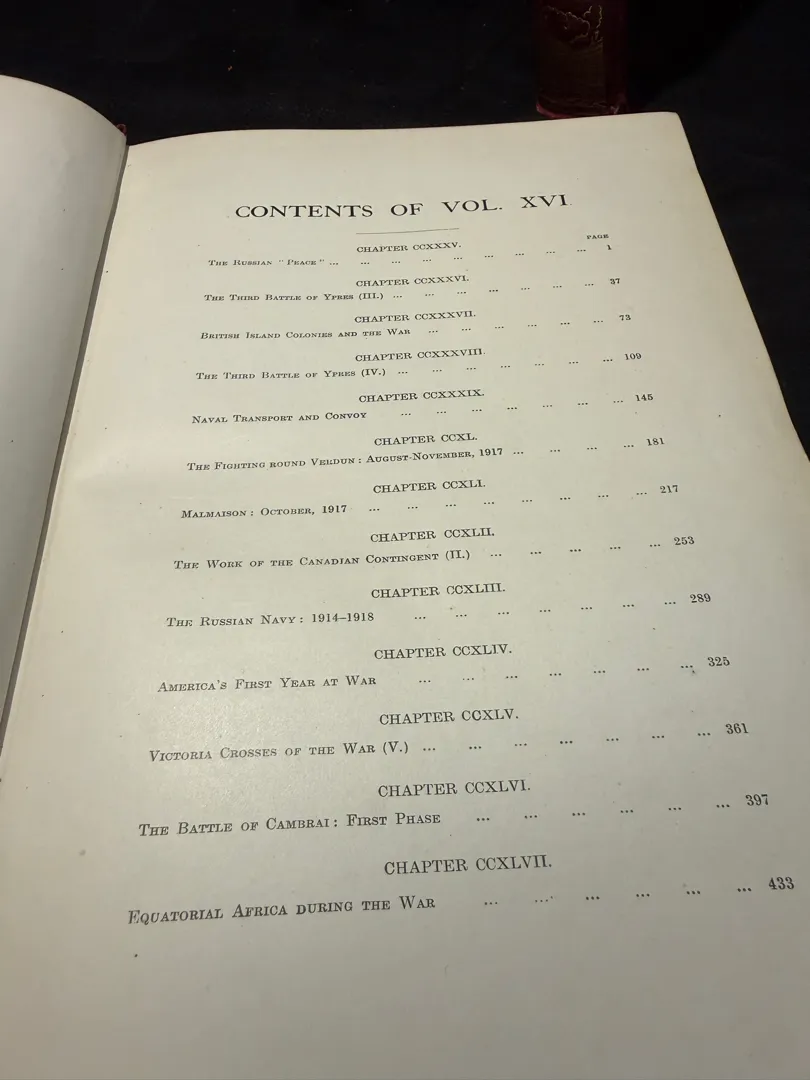 CONTENTS OF VOL. XVI
PAGE
CHAPTER CCXXXV.
The Russian "Peace" ... ... ... ... ... ... ... ... ... 1
CHAPTER CCXXXVI.
The Third Battle of Ypres (III.) ... ... ... ... ... ... ... 37
CHAPTER CCXXXVII.
British Island Colonies and the War ... ... ... ... ... ... 73
CHAPTER CCXXXVIII.
The Third Battle of Ypres (IV.) ... ... ... ... ... ... ... 109
CHAPTER CCXXXIX.
Naval Transport and Convoy ... ... ... ... ... ... ... 145
CHAPTER CCXL.
The Fighting round Verdun: August-November, 1917 ... ... ... ... 181
CHAPTER CCXLI.
Malmaison: October, 1917 ... ... ... ... ... ... ... ... 217
CHAPTER CCXLII.
The Work of the Canadian Contingent (II.) ... ... ... ... ... 253
CHAPTER CCXLIII.
The Russian Navy: 1914–1918 ... ... ... ... ... ... ... 289
CHAPTER CCXLIV.
America's First Year at War ... ... ... ... ... ... ... 325
CHAPTER CCXLV.
Victoria Crosses of the War (V.) ... ... ... ... ... ... ... 361
CHAPTER CCXLVI.
The Battle of Cambrai: First Phase ... ... ... ... ... ... 397
CHAPTER CCXLVII.
Equatorial Africa during the War ... ... ... ... ... ... 433